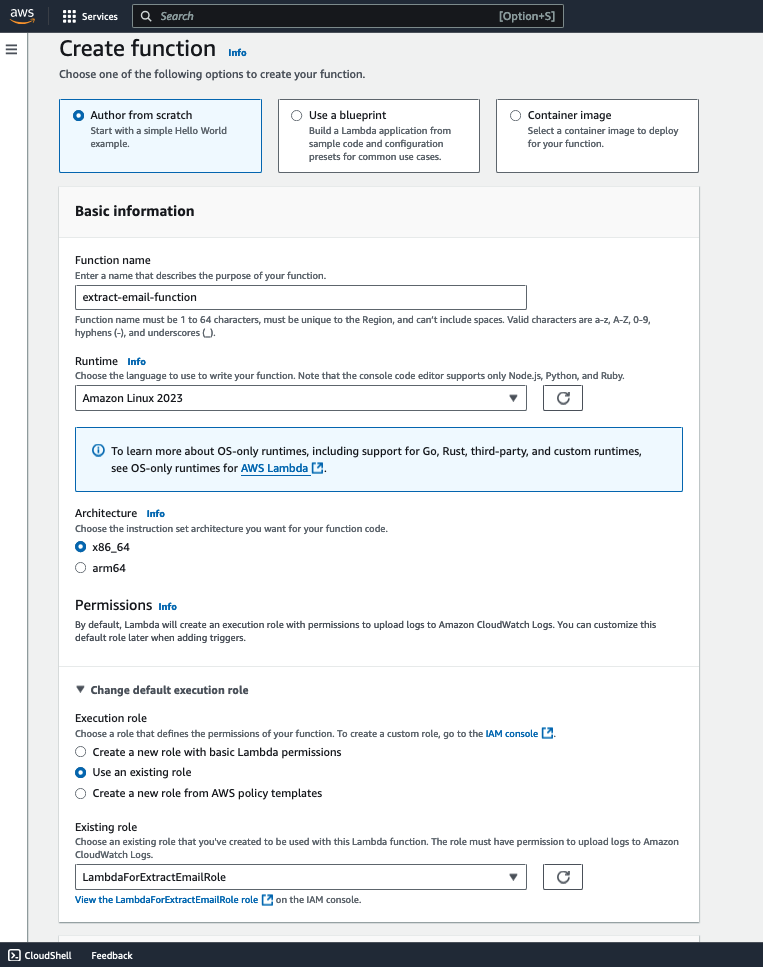 aws
Services
Search
[Option+S]
Create function Info
Choose one of the following options to create your function.
Author from scratch
Start with a simple Hello World
example.
Use a blueprint
Build a Lambda application from
sample code and configuration
presets for common use cases.
Container image
Select a container image to deploy
for your function.
Basic information
Function name
Enter a name that describes the purpose of your function.
extract-email-function
Function name must be 1 to 64 characters, must be unique to the Region, and can't include spaces. Valid characters are a-z, A-Z, 0-9,
hyphens (-), and underscores (_).
Runtime Info
Choose the language to use to write your function. Note that the console code editor supports only Node.js, Python, and Ruby.
Amazon Linux 2023
To learn more about OS-only runtimes, including support for Go, Rust, third-party, and custom runtimes,
see OS-only runtimes for AWS Lambda.
Architecture Info
Choose the instruction set architecture you want for your function code.
x86_64
arm64
Permissions Info
By default, Lambda will create an execution role with permissions to upload logs to Amazon CloudWatch Logs. You can customize this
default role later when adding triggers.
Change default execution role
Execution role
Choose a role that defines the permissions of your function. To create a custom role, go to the IAM console.
Create a new role with basic Lambda permissions
Use an existing role
Create a new role from AWS policy templates
Existing role
Choose an existing role that you've created to be used with this Lambda function. The role must have permission to upload logs to Amazon
CloudWatch Logs.
LambdaForExtractEmailRole
View the LambdaForExtractEmailRole role on the IAM console.
CloudShell
Feedback